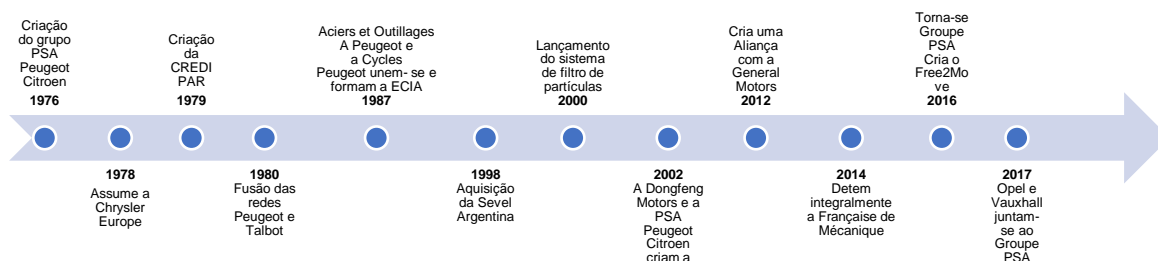 Criação
do grupo
PSA
Peugeot
Citroen
1976
1978
Assume a
Chrysler
Europe
Criação
da
CREDI
PAR
1979
1980
Fusão das
redes
Peugeot e
Talbot
Aciers et Outillages
A Peugeot e
a Cycles
Peugeot unem- se e
formam a ECIA
1987
1998
Aquisição
da Sevel
Argentina
Lançamento
do sistema
de filtro de
partículas
2000
2002
A Dongfeng
Motors e a
PSA
Peugeot
Citroen
criam a
Cria uma
Aliança
com a
General
Motors
2012
2014
Detem
integralmente
a Française de
Mécanique
Torna-se
Groupe
PSA
Cria o
Free2Mo
ve
2016
2017
Opel e
Vauxhall
juntam-
se ao
Groupe
PSA